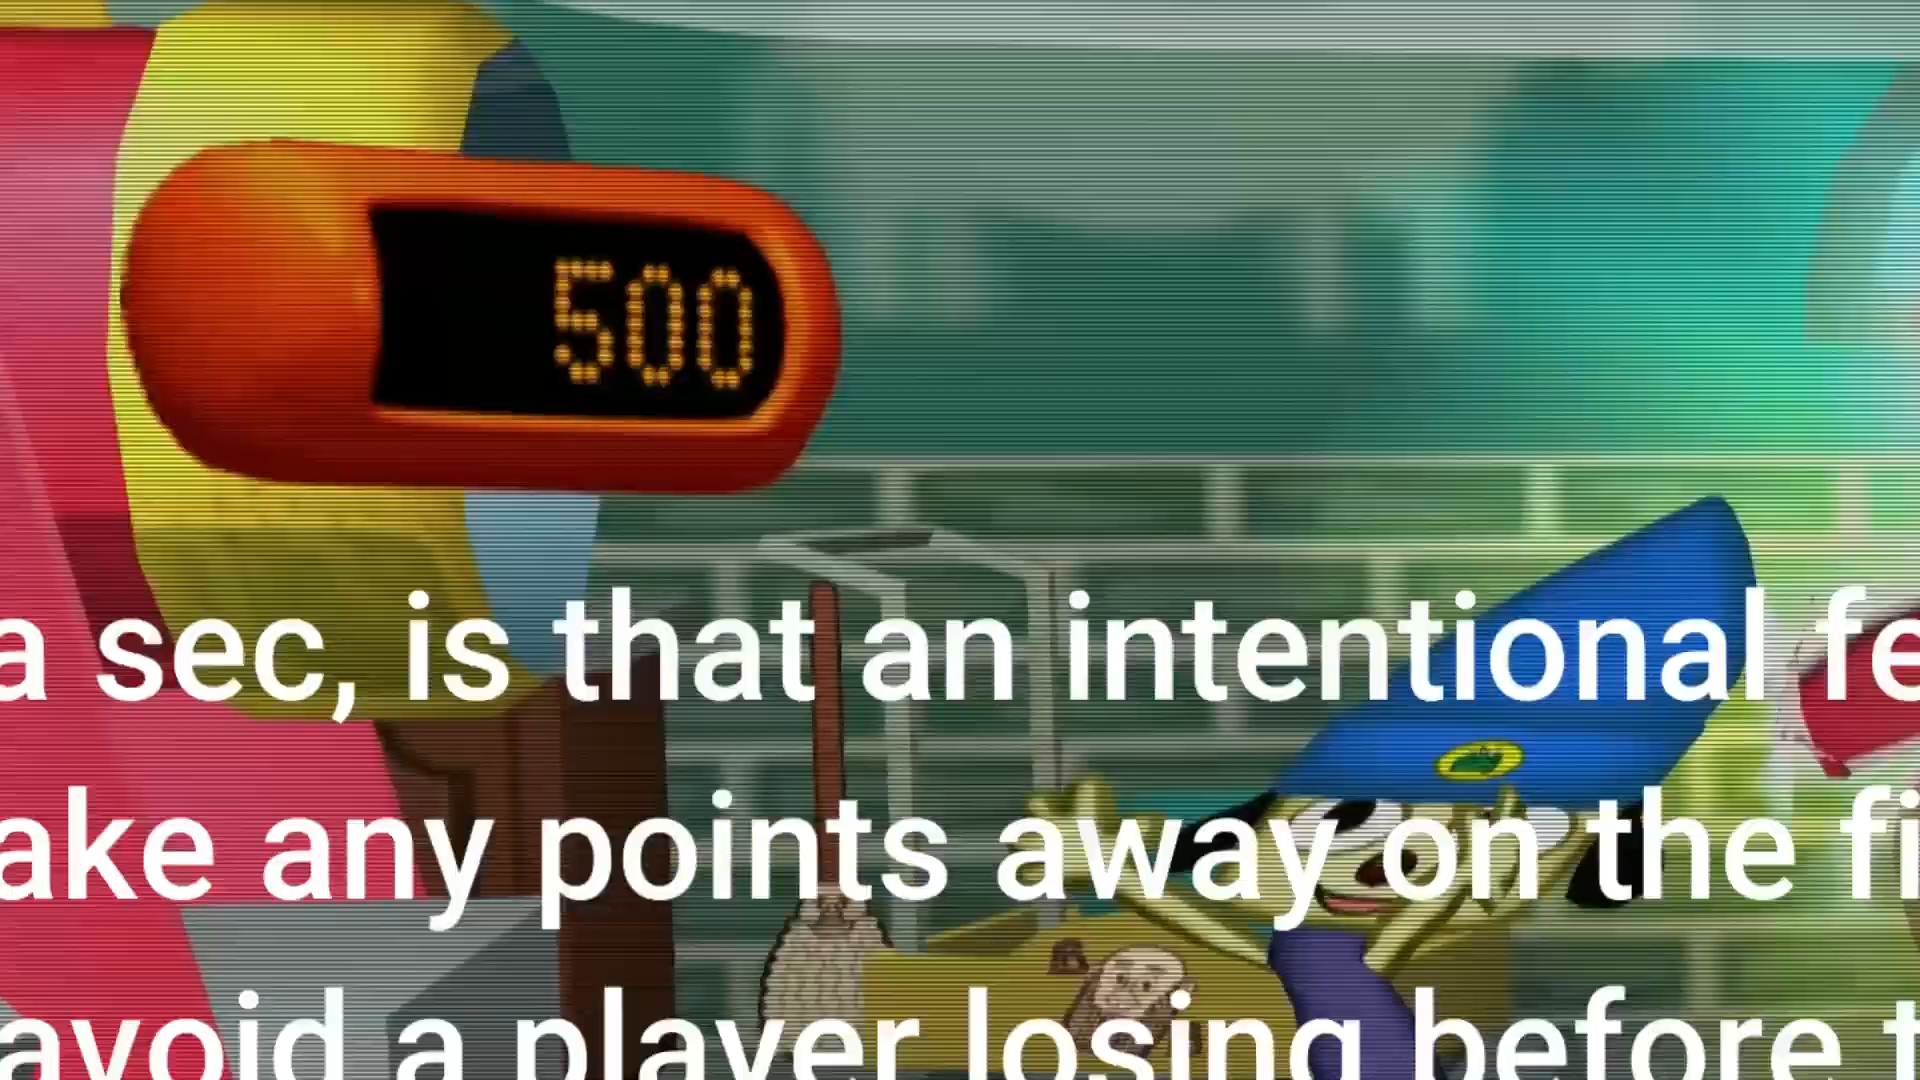 500
a sec, is that an intentional fe
ake any points away on the fi
avoid a player losing before t